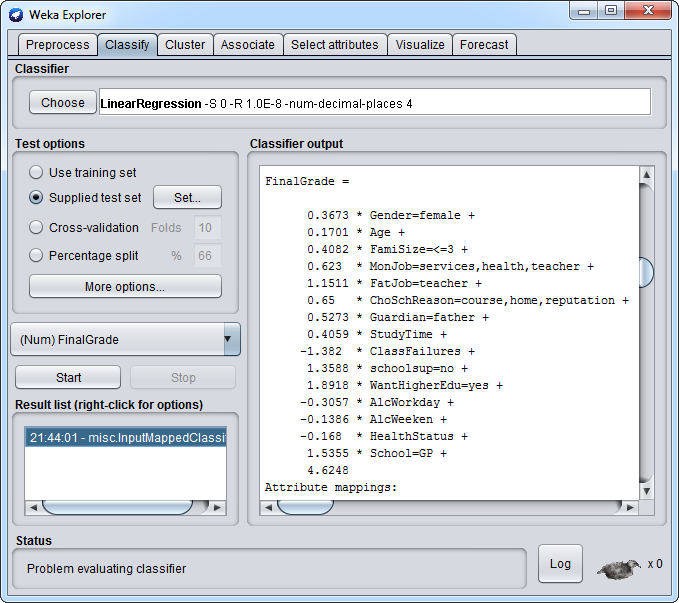 Weka Explorer
Preprocess Classify Cluster Associate Select attributes Visualize Forecast
Classifier
Choose LinearRegression -S 0 -R 1.0E-8 -num-decimal-places 4
Test options
Use training set
Supplied test set Set...
Cross-validation Folds 10
Percentage split % 66
More options...
(Num) FinalGrade
Start Stop
Result list (right-click for options)
21:44:01 - misc.InputMappedClassif
Classifier output
FinalGrade =
0.3673 * Gender=female +
0.1701 * Age +
0.4082 * FamiSize=<=3 +
0.623 * MonJob=services,health,teacher +
1.1511 * FatJob=teacher +
0.65 * ChoSchReason=course,home,reputation +
0.5273 * Guardian=father +
0.4059 * StudyTime +
-1.382 * ClassFailures +
1.3588 * schoolsup=no +
1.8918 * WantHigherEdu=yes +
-0.3057 * AlcWorkday +
-0.1386 * AlcWeeken +
-0.168 * HealthStatus +
1.5355 * School=GP +
4.6248
Attribute mappings:
Status
Problem evaluating classifier
Log
x 0